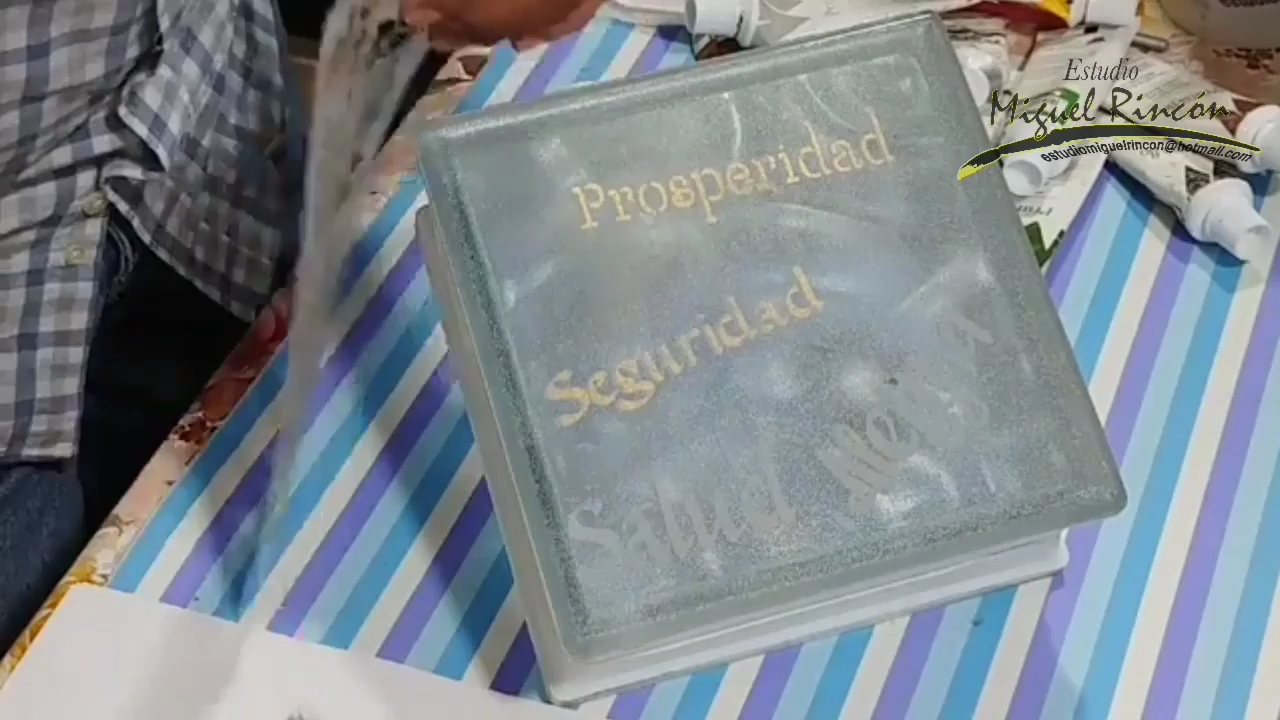 Estudio
Miguel Rincón
estudiomiguelrincon@hotmail.com
Prosperidad
Seguridad
Salud